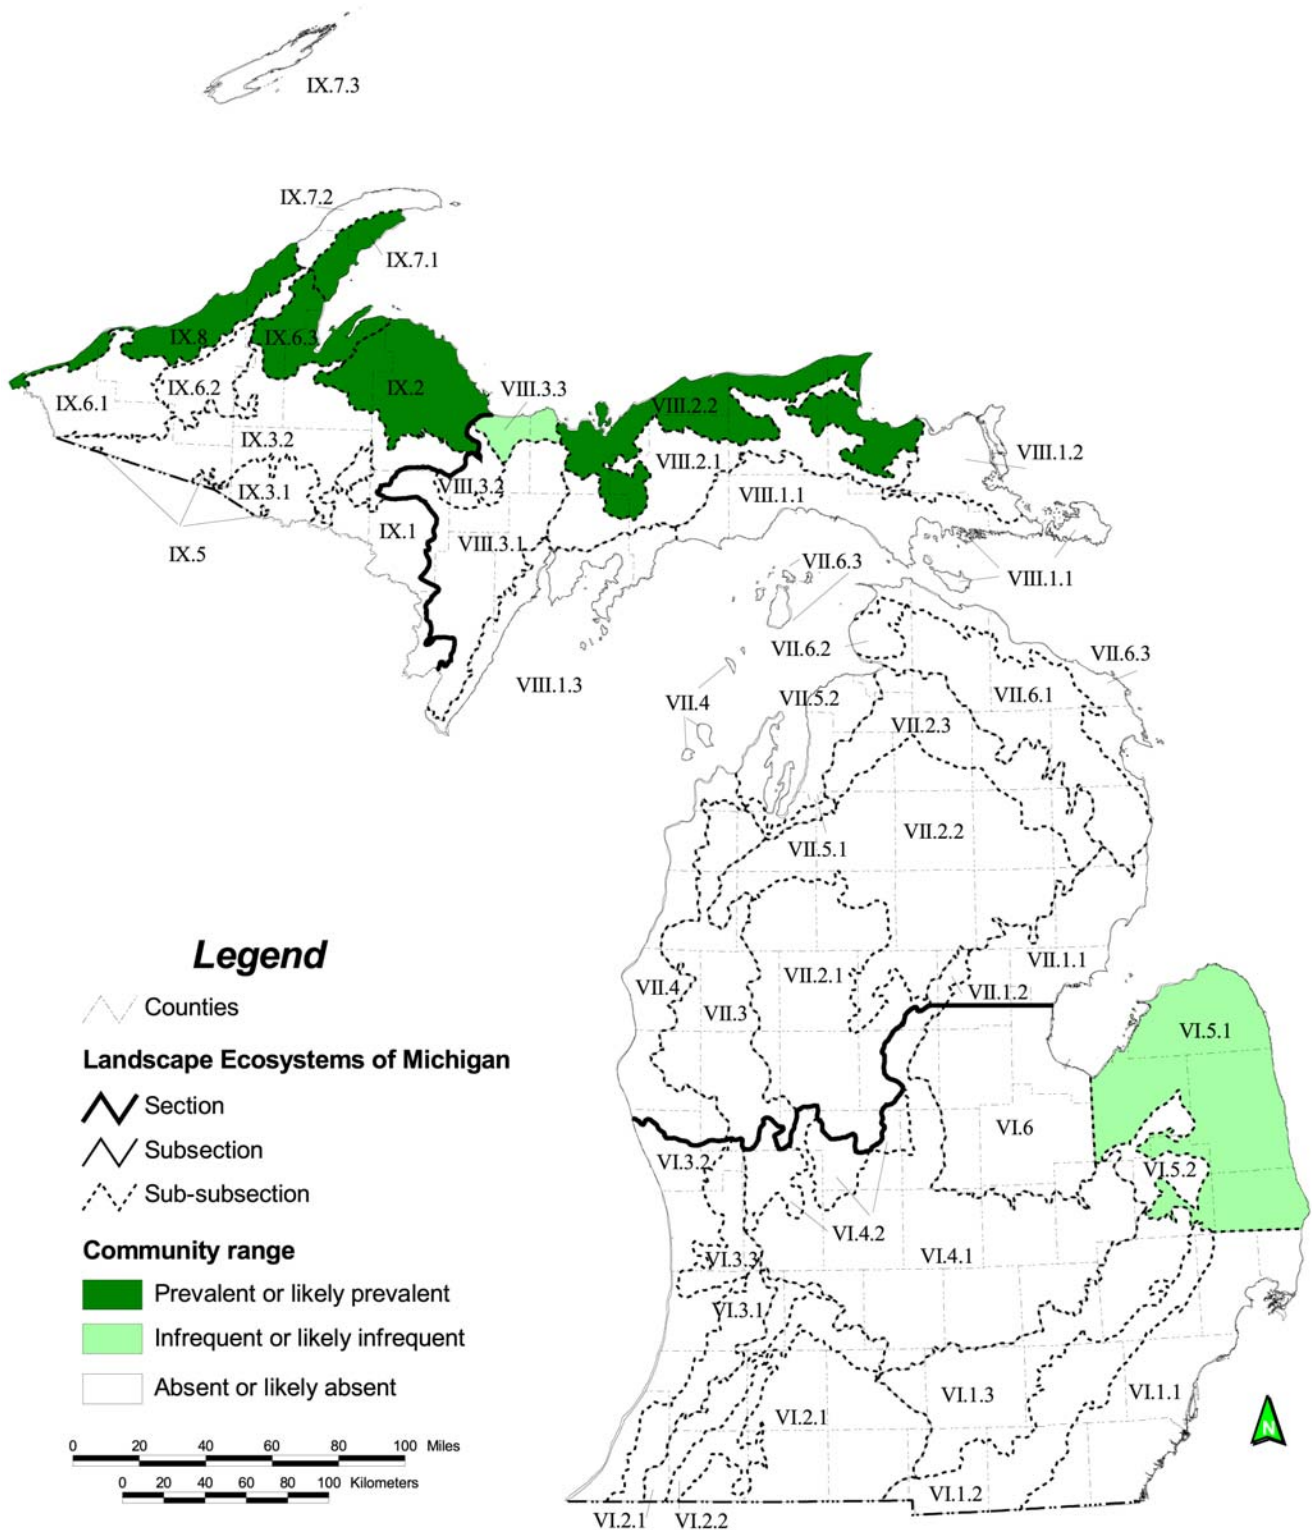 IX.7.3
IX.7.2
IX.7.1
IX.8
IX.6.3
IX.6.2
IX.2
VIII.3.3
IX.6.1
VIII.2.2
IX.3.2
VIII.2.1
VIII.1.2
IX.3.1
VIII.3.2
VIII.1.1
IX.1
VIII.3.1
IX.5
VII.6.3
VIII.1.1
VII.6.2
VII.6.3
VIII.1.3
VII.4
VII.5.2
VII.6.1
VII.2.3
VII.2.2
VII.5.1
Legend
Counties
VII.4
VII.3
VII.2.1
VII.1.1
VII.1.2
VI.5.1
Landscape Ecosystems of Michigan
Section
Subsection
Sub-subsection
VI.6
VI.3.2
VI.5.2
VI.4.2
VI.4.1
VI.3.3
VI.3.1
Community range
Prevalent or likely prevalent
Infrequent or likely infrequent
Absent or likely absent
VI.2.1
VI.1.3
VI.1.1
N
0 20 40 60 80 100 Miles
0 20 40 60 80 100 Kilometers
VI.1.2
VI.2.1
VI.2.2